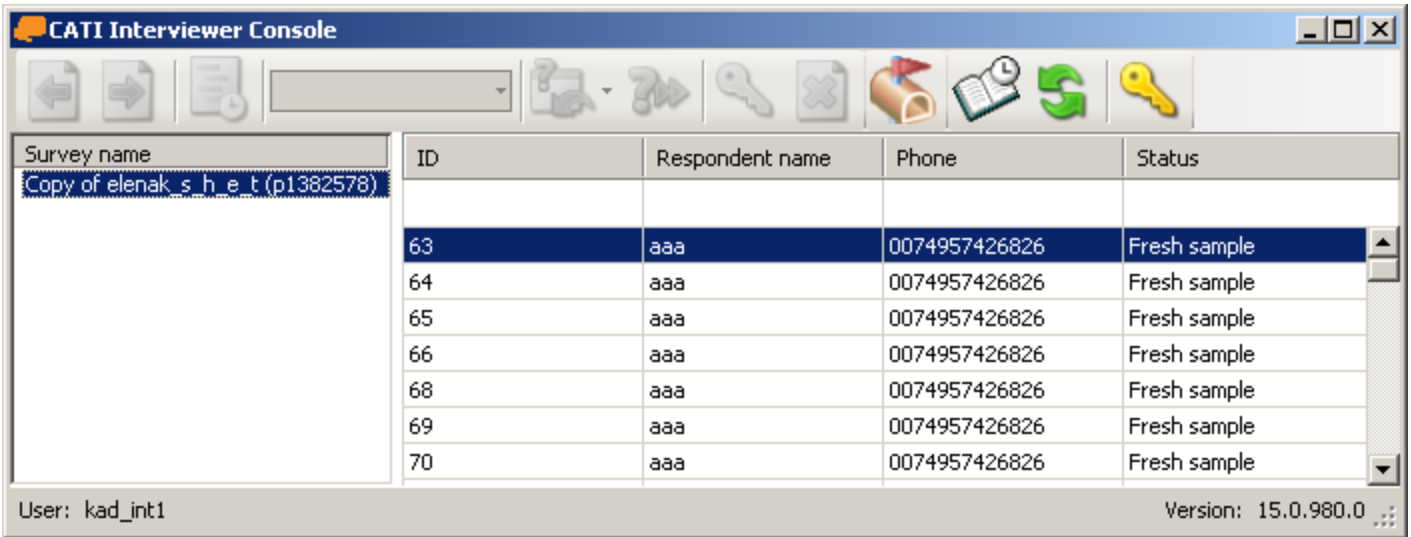 CATI Interviewer Console
Survey name
Copy of elenak_s_h_e_t (p1382578)
ID Respondent name Phone Status
63 aaa 0074957426826 Fresh sample
64 aaa 0074957426826 Fresh sample
65 aaa 0074957426826 Fresh sample
66 aaa 0074957426826 Fresh sample
68 aaa 0074957426826 Fresh sample
69 aaa 0074957426826 Fresh sample
70 aaa 0074957426826 Fresh sample
User: kad_int1 Version: 15.0.980.0